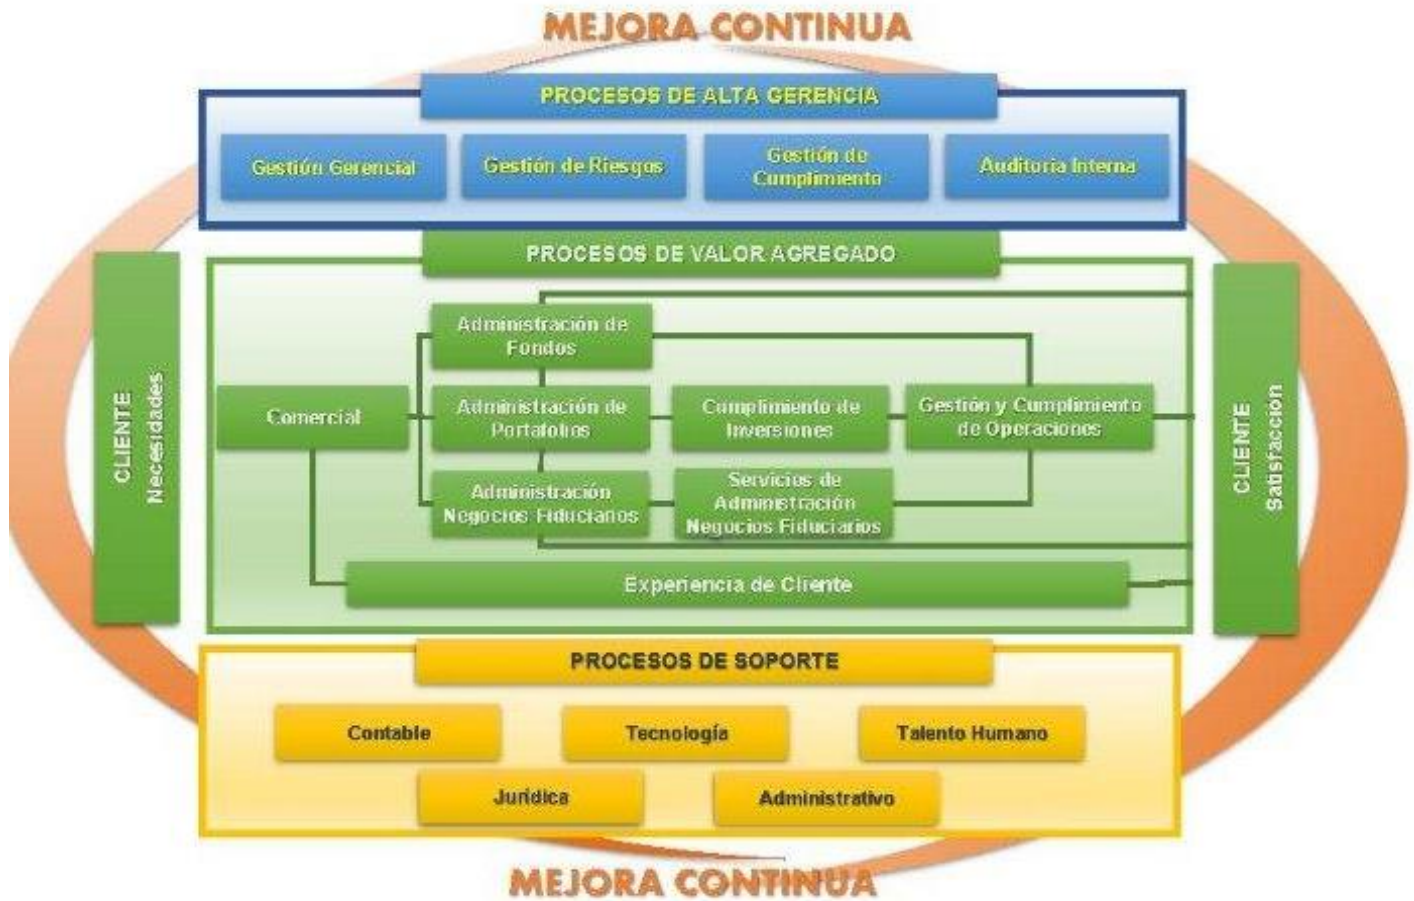 MEJORA CONTINUA
PROCESOS DE ALTA GERENCIA
Gestión Gerencial
Gestión de Riesgos
Gestión de
Cumplimiento
Auditoria Interna
PROCESOS DE VALOR AGREGADO
CLIENTE
Necesidades
Comercial
Administración de
Fondos
Administración de
Portafolios
Administración
Negocios Fiducianos
Cumplimiento de
Inversiones
Servicios de
Administración
Negocios Fiduciarios
Gestión y Cumplimiento
de Operaciones
Experiencia de Cliente
CLIENTE
Satisfaccion
PROCESOS DE SOPORTE
Contable
Tecnología
Talento Humano
Jurídica
Administrativo
MEJORA CONTINUA